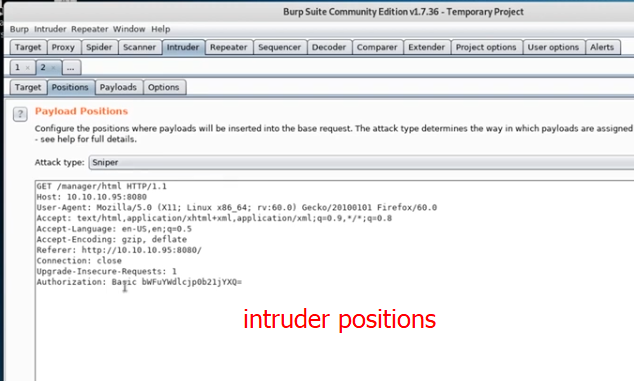 Burp Suite Community Edition v1.7.36 - Temporary Project
Burp Intruder Repeater Window Help
Target Proxy Spider Scanner Intruder Repeater Sequencer Decoder Comparer Extender Project options User options Alerts
1 × 2 × ...
Target Positions Payloads Options
? Payload Positions
Configure the positions where payloads will be inserted into the base request. The attack type determines the way in which payloads are assigned
- see help for full details.
Attack type: Sniper
GET /manager/html HTTP/1.1
Host: 10.10.10.95:8080
User-Agent: Mozilla/5.0 (X11; Linux x86_64; rv:60.0) Gecko/20100101 Firefox/60.0
Accept: text/html,application/xhtml+xml,application/xml;q=0.9,*/*;q=0.8
Accept-Language: en-US,en;q=0.5
Accept-Encoding: gzip, deflate
Referer: http://10.10.10.95:8080/
Connection: close
Upgrade-Insecure-Requests: 1
Authorization: Basic bWFuYWdlcjp0b21jYXQ=
intruder positions